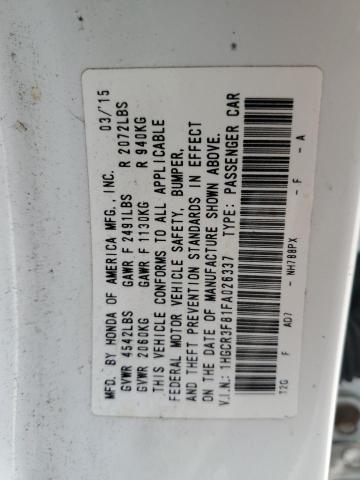 MFD. BY HONDA OF AMERICA MFG., INC. 03/15
GVWR 4542LBS GAWR F 2491LBS R 2072LBS
GVWR 2060KG GAWR F 1130KG R 940KG
THIS VEHICLE CONFORMS TO ALL APPLICABLE
FEDERAL MOTOR VEHICLE SAFETY, BUMPER,
AND THEFT PREVENTION STANDARDS IN EFFECT
ON THE DATE OF MANUFACTURE SHOWN ABOVE.
V.I.N.: 1HGCR3F81FA026337 TYPE: PASSENGER CAR
T2G F AD7 - NH788PX - F - A